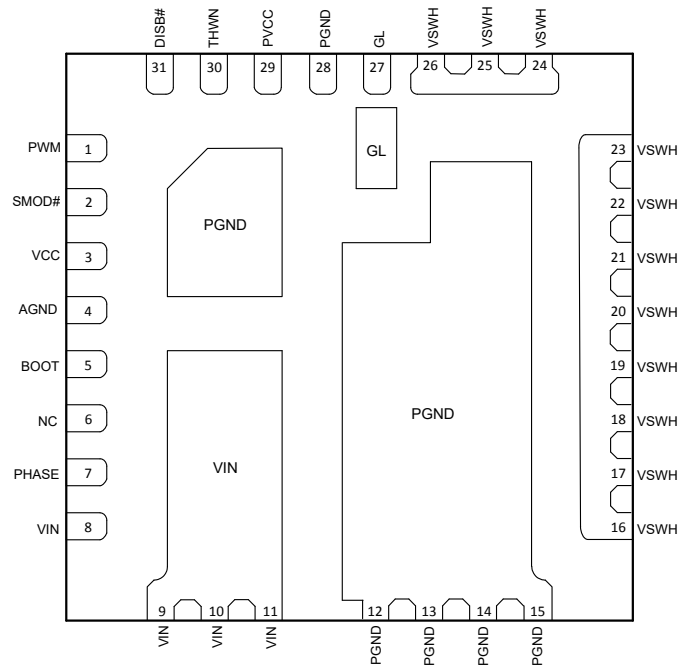 DISB# THWN PVCC PGND GL VSWH VSWH VSWH
31 30 29 28 27 26 25 24
PWM 1
SMOD# 2
VCC 3
AGND 4
BOOT 5
NC 6
PHASE 7
VIN 8
GL
PGND
VIN
PGND
23 VSWH
22 VSWH
21 VSWH
20 VSWH
19 VSWH
18 VSWH
17 VSWH
16 VSWH
9 10 11 12 13 14 15
VIN VIN VIN PGND PGND PGND PGND